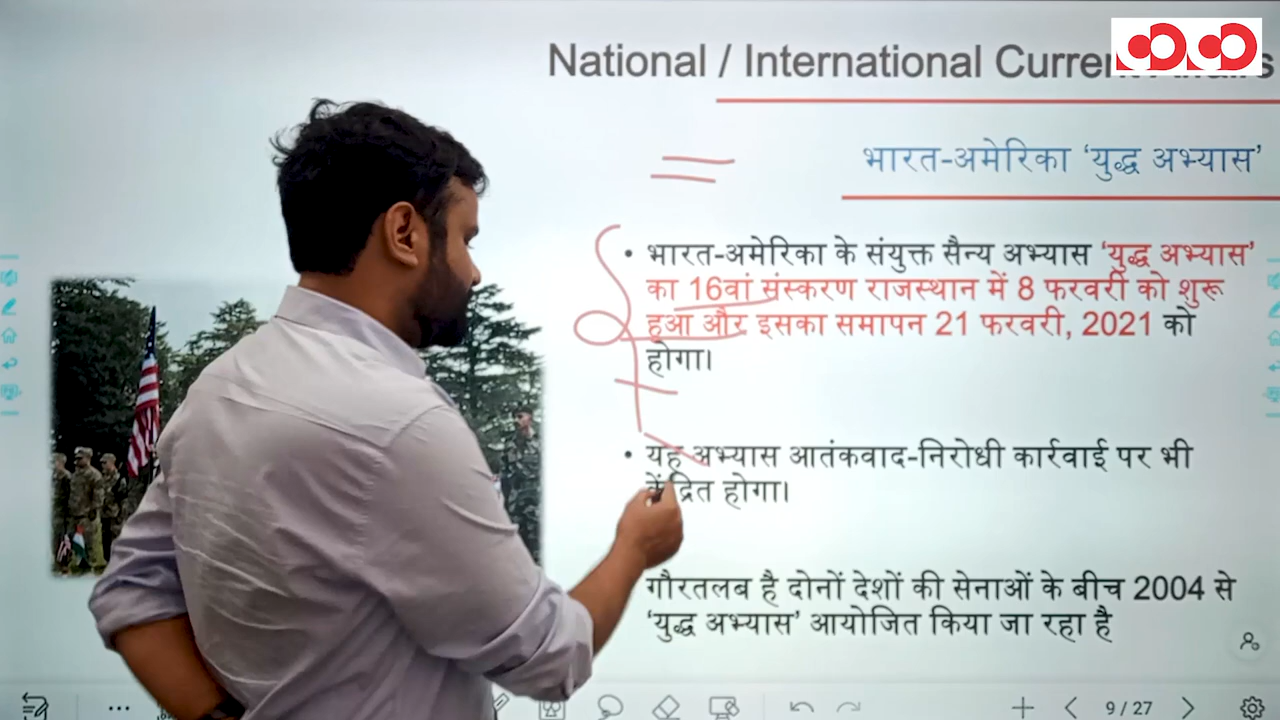 National / International Current Affairs
भारत-अमेरिका ‘युद्ध अभ्यास’
• भारत-अमेरिका के संयुक्त सैन्य अभ्यास ‘युद्ध अभ्यास’
का 16वां संस्करण राजस्थान में 8 फरवरी को शुरू
हुआ और इसका समापन 21 फरवरी, 2021 को
होगा।
• यह अभ्यास आतंकवाद-निरोधी कार्रवाई पर भी
केंद्रित होगा।
गौरतलब है दोनों देशों की सेनाओं के बीच 2004 से
‘युद्ध अभ्यास’ आयोजित किया जा रहा है
9 / 27